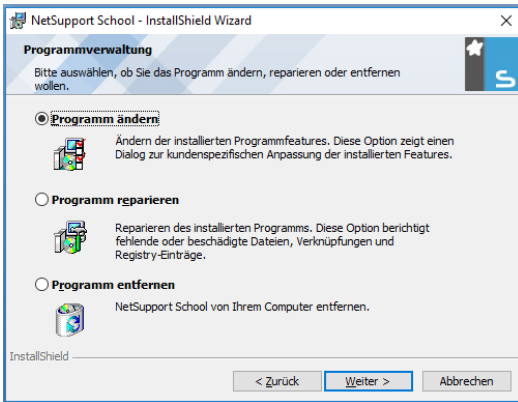 NetSupport School - InstallShield Wizard
Programmverwaltung
Bitte auswählen, ob Sie das Programm ändern, reparieren oder entfernen
wollen.
S
Programm ändern
Ändern der installierten Programmfeatures. Diese Option zeigt einen
Dialog zur kundenspezifischen Anpassung der installierten Features.
Programm reparieren
Reparieren des installierten Programms. Diese Option berichtigt
fehlende oder beschädigte Dateien, Verknüpfungen und
Registry-Einträge.
Programm entfernen
NetSupport School von Ihrem Computer entfernen.
InstallShield
< Zurück Weiter > Abbrechen